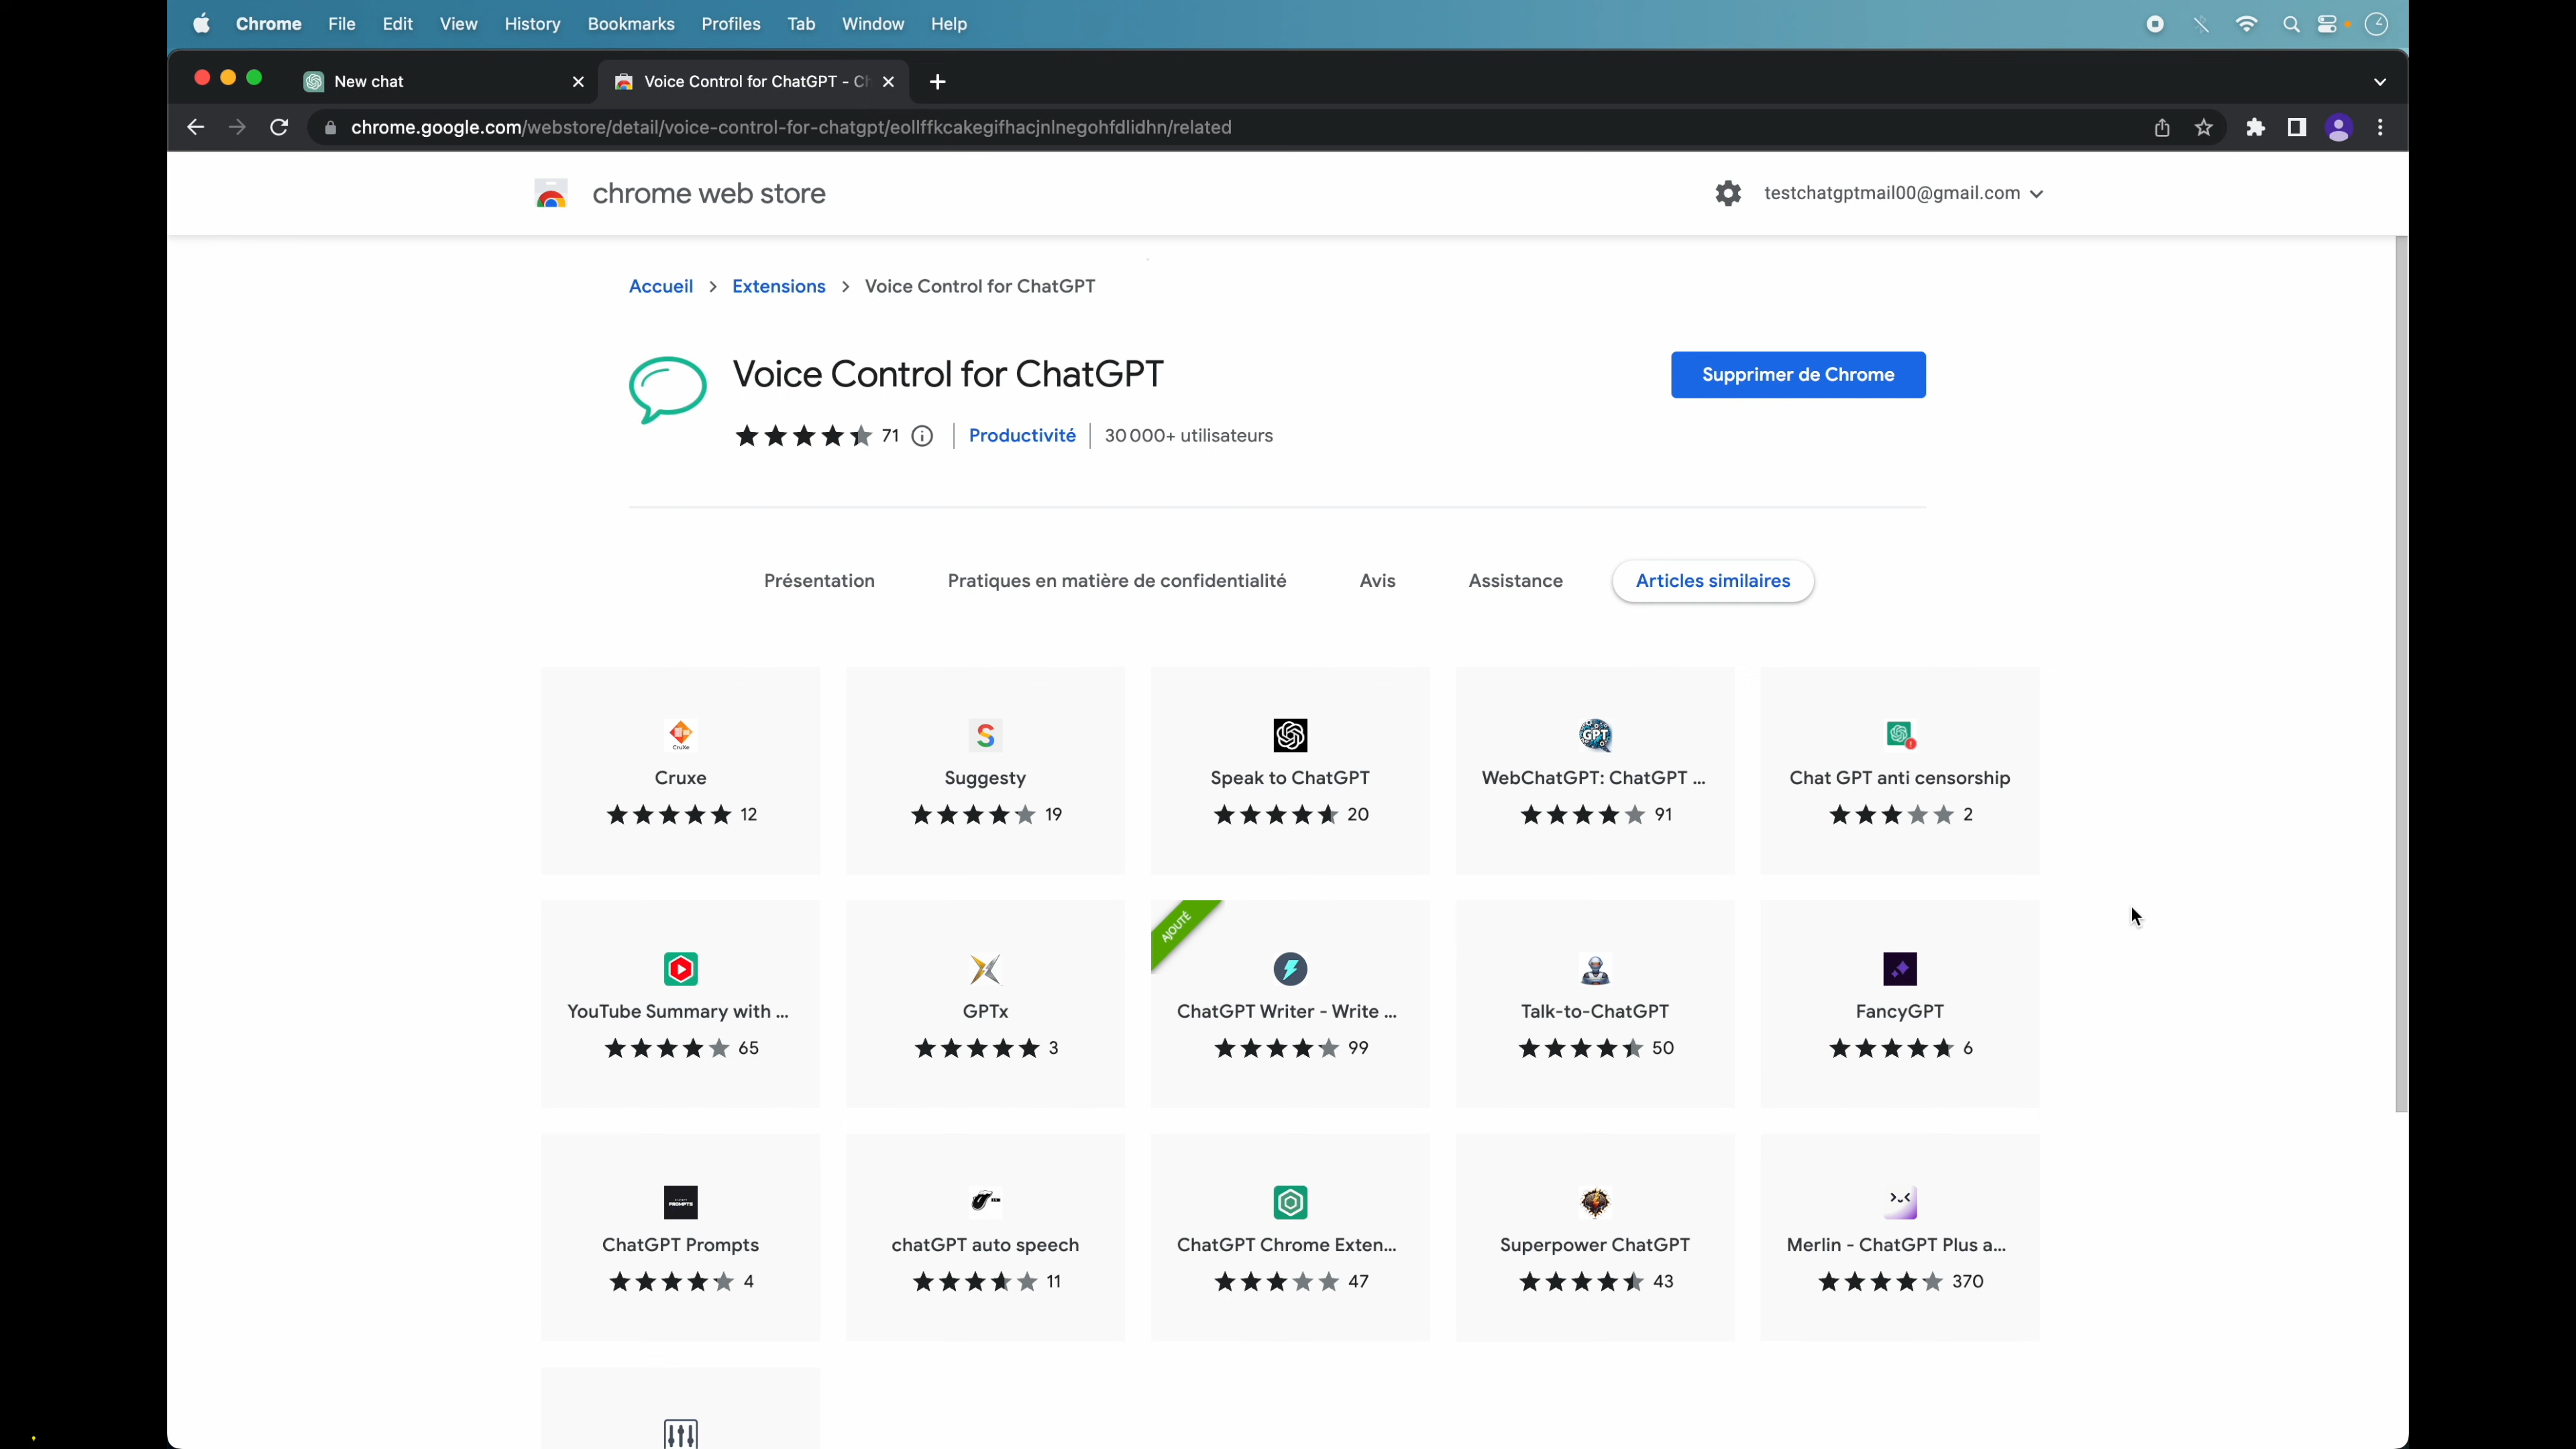 Chrome File Edit View History Bookmarks Profiles Tab Window Help
New chat
Voice Control for ChatGPT - Ch
chrome.google.com/webstore/detail/voice-control-for-chatgpt/eollffkcakegifhacjnlnegohfdlidhn/related
chrome web store
testchatgptmail00@gmail.com
Accueil > Extensions > Voice Control for ChatGPT
Voice Control for ChatGPT
Supprimer de Chrome
71 Productivité 30 000+ utilisateurs
Présentation Pratiques en matière de confidentialité Avis Assistance Articles similaires
CruXe S GPT
Cruxe Suggesty Speak to ChatGPT WebChatGPT: ChatGPT ... Chat GPT anti censorship
12 19 20 91 2
AJOUTÉ
YouTube Summary with ... GPTx ChatGPT Writer - Write ... Talk-to-ChatGPT FancyGPT
65 3 99 50 6
PROMPTS
ChatGPT Prompts chatGPT auto speech ChatGPT Chrome Exten... Superpower ChatGPT Merlin - ChatGPT Plus a...
4 11 47 43 370